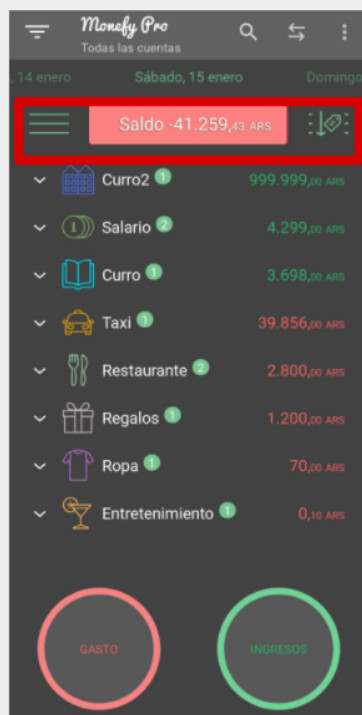 Monefy Pro
Todas las cuentas
, 14 enero Sábado, 15 enero Domingo
Saldo -41.259,43 ARS
Curro2 1 999.999,00 ARS
1 Salario 2 4.299,00 ARS
Curro 1 3.698,00 ARS
Taxi 1 39.856,00 ARS
Restaurante 2 2.800,00 ARS
Regalos 1 1.200,00 ARS
Ropa 1 70,00 ARS
Entretenimiento 1 0,10 ARS
GASTO INGRESOS